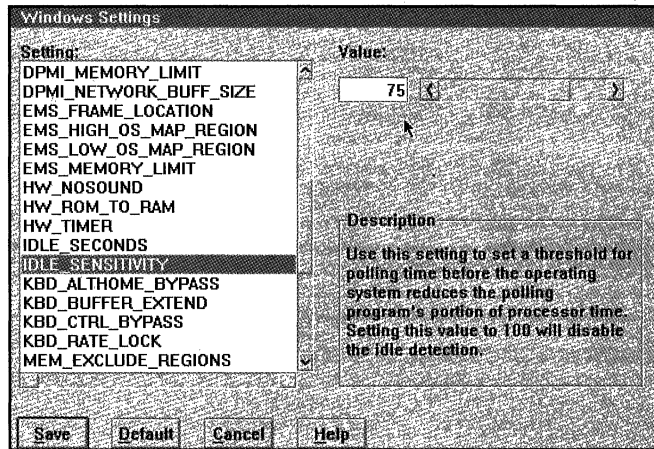 Windows Settings
Setting:
DPMI_MEMORY_LIMIT
DPMI_NETWORK_BUFF_SIZE
EMS_FRAME_LOCATION
EMS_HIGH_OS_MAP_REGION
EMS_LOW_OS_MAP_REGION
EMS_MEMORY_LIMIT
HW_NOSOUND
HW_ROM_TO_RAM
HW_TIMER
IDLE_SECONDS
IDLE_SENSITIVITY
KBD_ALTHOME_BYPASS
KBD_BUFFER_EXTEND
KBD_CTRL_BYPASS
KBD_RATE_LOCK
MEM_EXCLUDE_REGIONS
Value:
75
Description
Use this setting to set a threshold for
polling time before the operating
system reduces the polling
program's portion of processor time.
Setting this value to 100 will disable
the idle detection.
Save Default Cancel Help